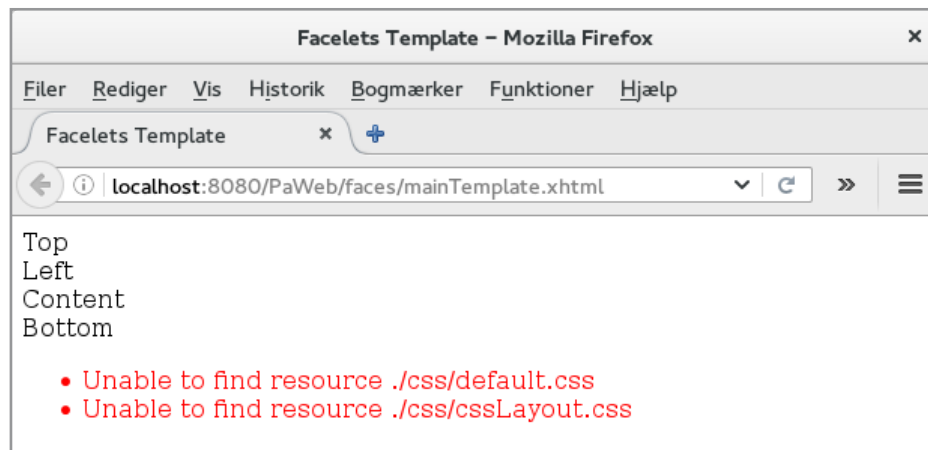 Facelets Template – Mozilla Firefox
Filer Rediger Vis Historik Bogmærker Funktioner Hjælp
Facelets Template
localhost:8080/PaWeb/faces/mainTemplate.xhtml
Top
Left
Content
Bottom
• Unable to find resource ./css/default.css
• Unable to find resource ./css/cssLayout.css